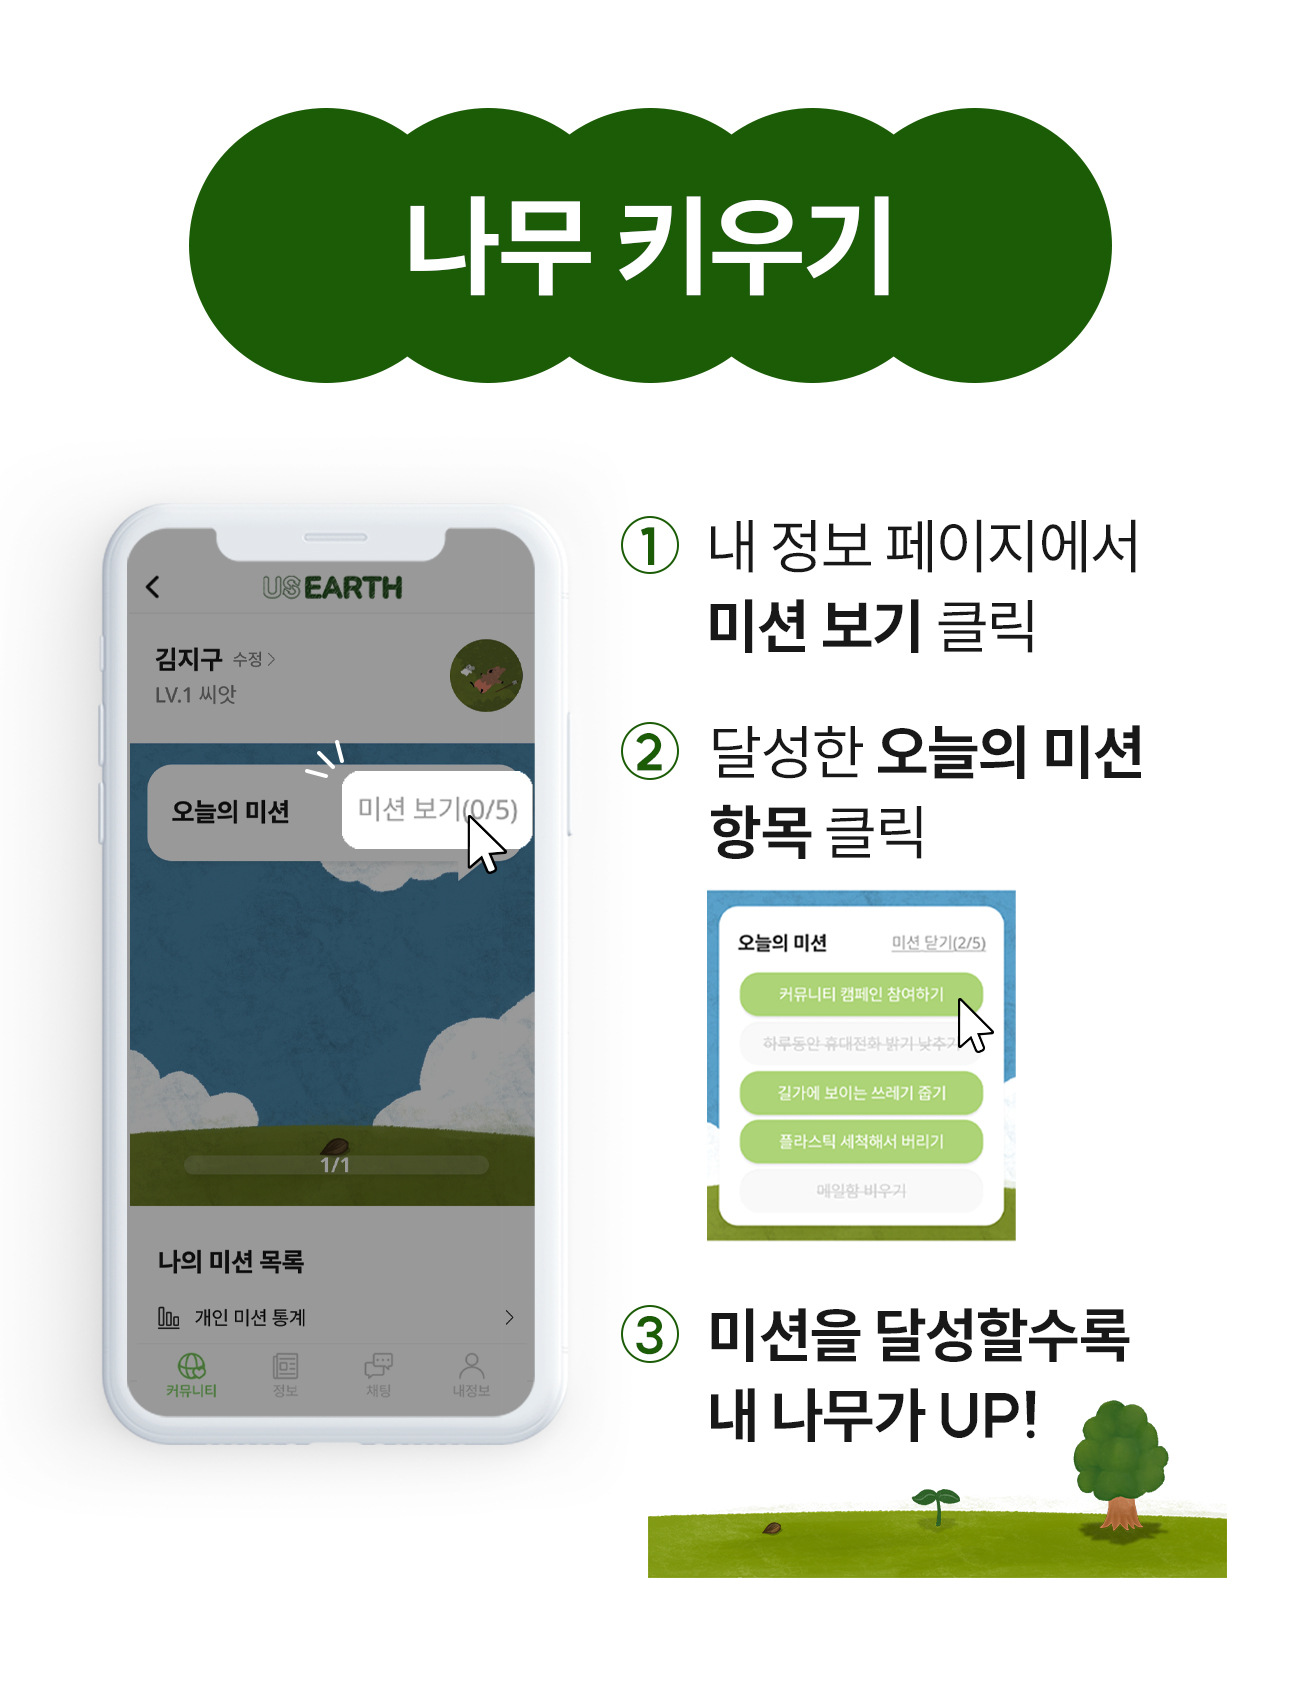 나무 키우기
US EARTH
김지구 수정 >
LV.1 씨앗
오늘의 미션 미션 보기(0/5)
1/1
나의 미션 목록
개인 미션 통계 >
커뮤니티 정보 채팅 내정보
① 내 정보 페이지에서
미션 보기 클릭
② 달성한 오늘의 미션
항목 클릭
오늘의 미션 미션 닫기(2/5)
커뮤니티 캠페인 참여하기
하루동안 휴대전화 밝기 낮추기
길가에 보이는 쓰레기 줍기
플라스틱 세척해서 버리기
메일함 비우기
③ 미션을 달성할수록
내 나무가 UP!